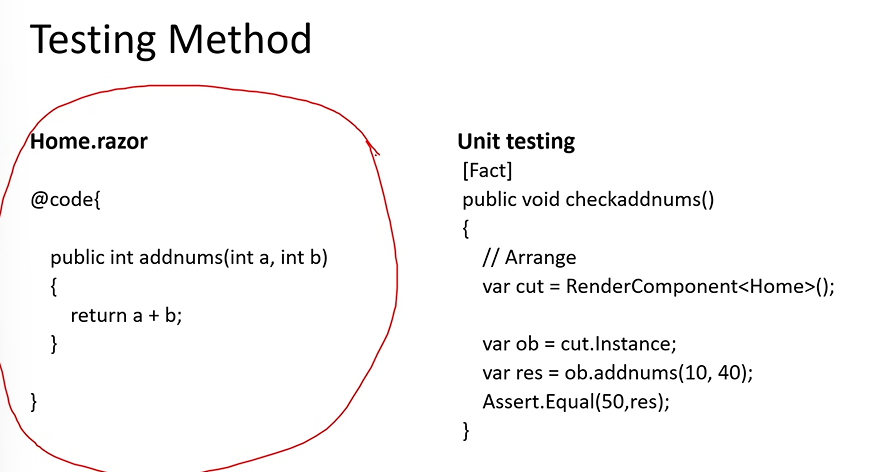 Testing Method
Home.razor
@code{
public int addnums(int a, int b)
{
return a + b;
}
}
Unit testing
[Fact]
public void checkaddnums()
{
// Arrange
var cut = RenderComponent<Home>();
var ob = cut.Instance;
var res = ob.addnums(10, 40);
Assert.Equal(50,res);
}